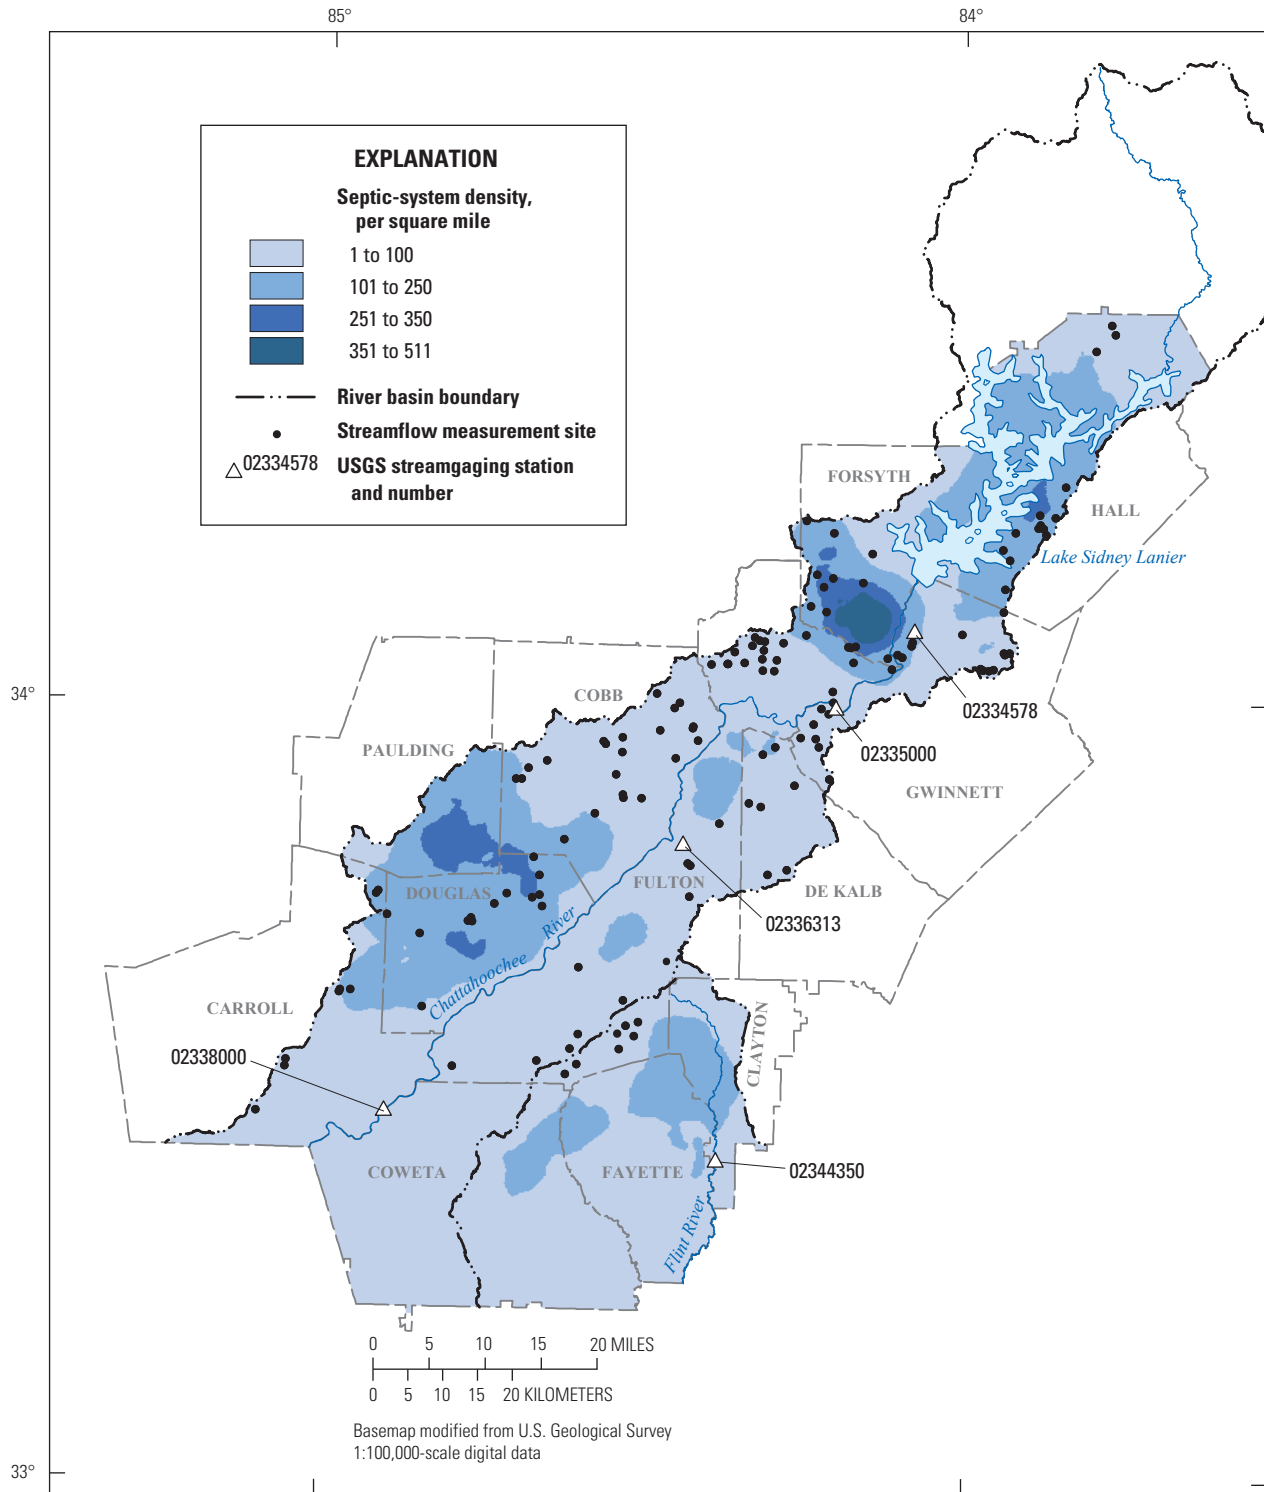 85°
84°
EXPLANATION
Septic-system density,
per square mile
1 to 100
101 to 250
251 to 350
351 to 511
River basin boundary
Streamflow measurement site
02334578 USGS streamgaging station
and number
FORSYTH
HALL
Lake Sidney Lanier
34°
COBB
02334578
PAULDING
02335000
GWINNETT
DOUGLAS
FULTON
DE KALB
02336313
Chattahoochee River
CARROLL
CLAYTON
02338000
COWETA
FAYETTE
02344350
Flint River
0 5 10 15 20 MILES
0 5 10 15 20 KILOMETERS
Basemap modified from U.S. Geological Survey
1:100,000-scale digital data
33°